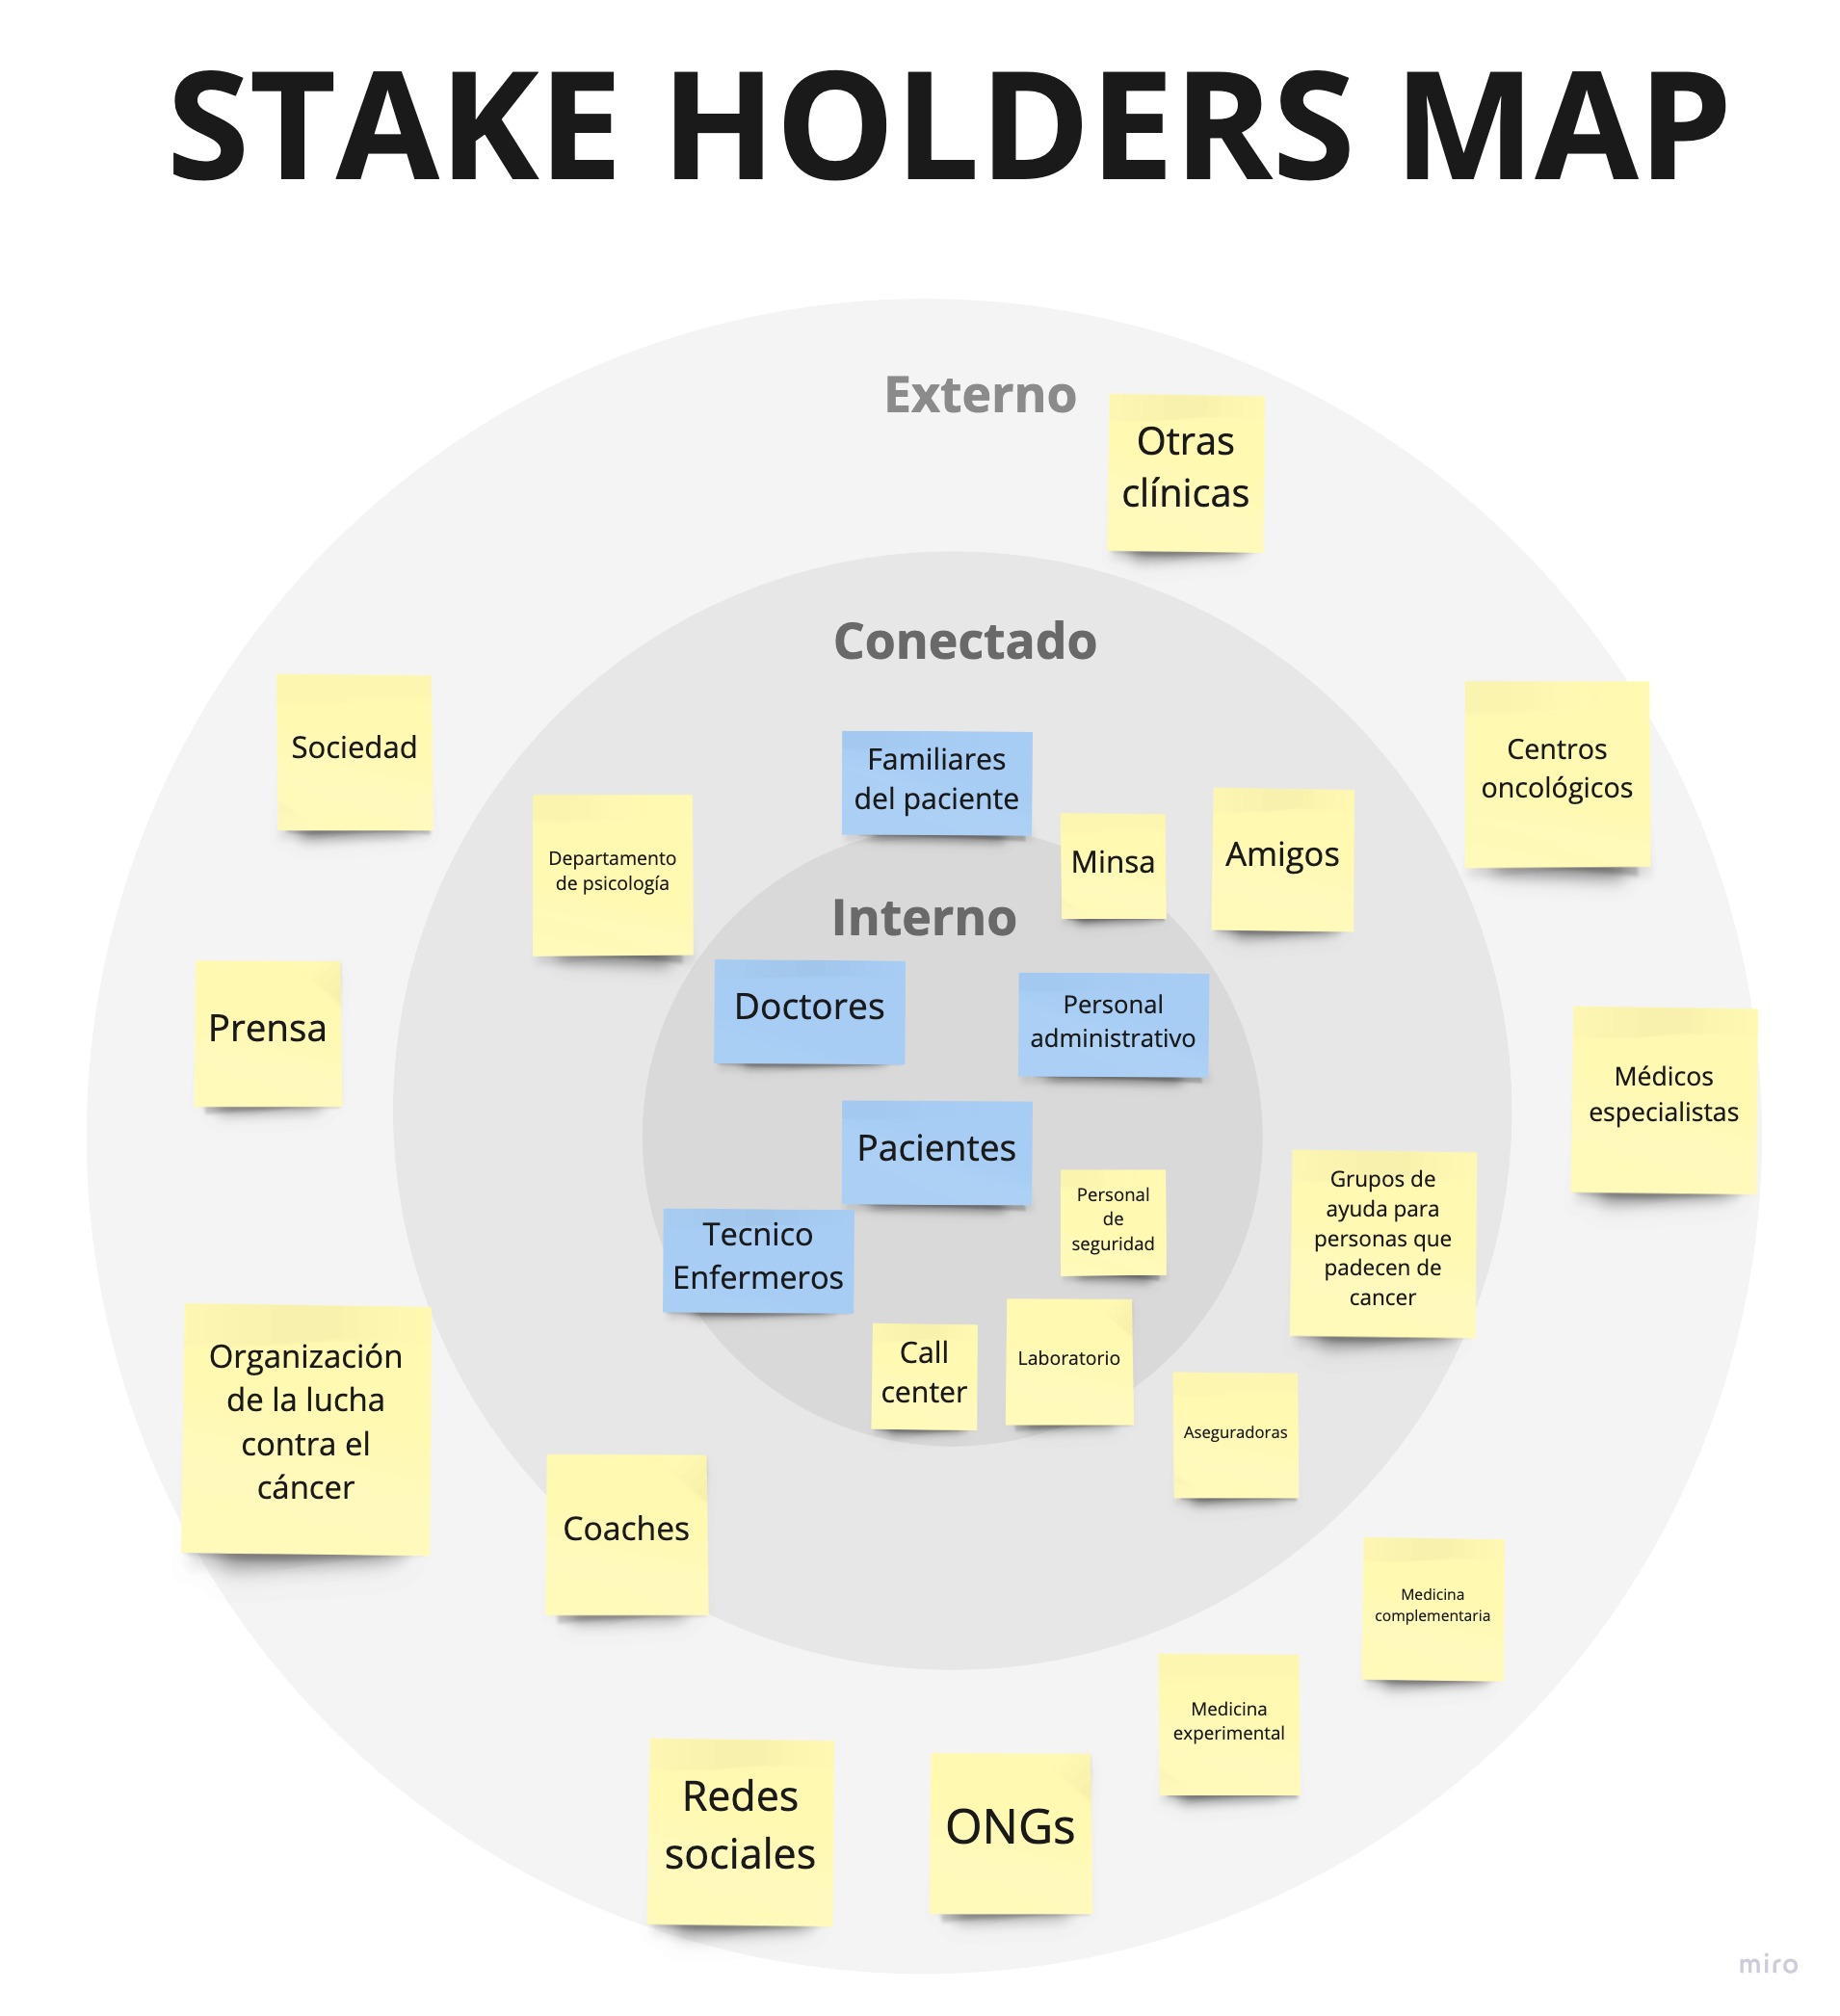 STAKE HOLDERS MAP
Externo
Otras
clínicas
Conectado
Sociedad
Centros
oncológicos
Familiares
del paciente
Departamento
de psicología
Minsa
Amigos
Interno
Prensa
Doctores
Personal
administrativo
Médicos
especialistas
Pacientes
Personal
de
seguridad
Grupos de
ayuda para
personas que
padecen de
cancer
Tecnico
Enfermeros
Organización
de la lucha
contra el
cáncer
Call
center
Laboratorio
Aseguradoras
Coaches
Medicina
complementaria
Medicina
experimental
Redes
sociales
ONGs
miro